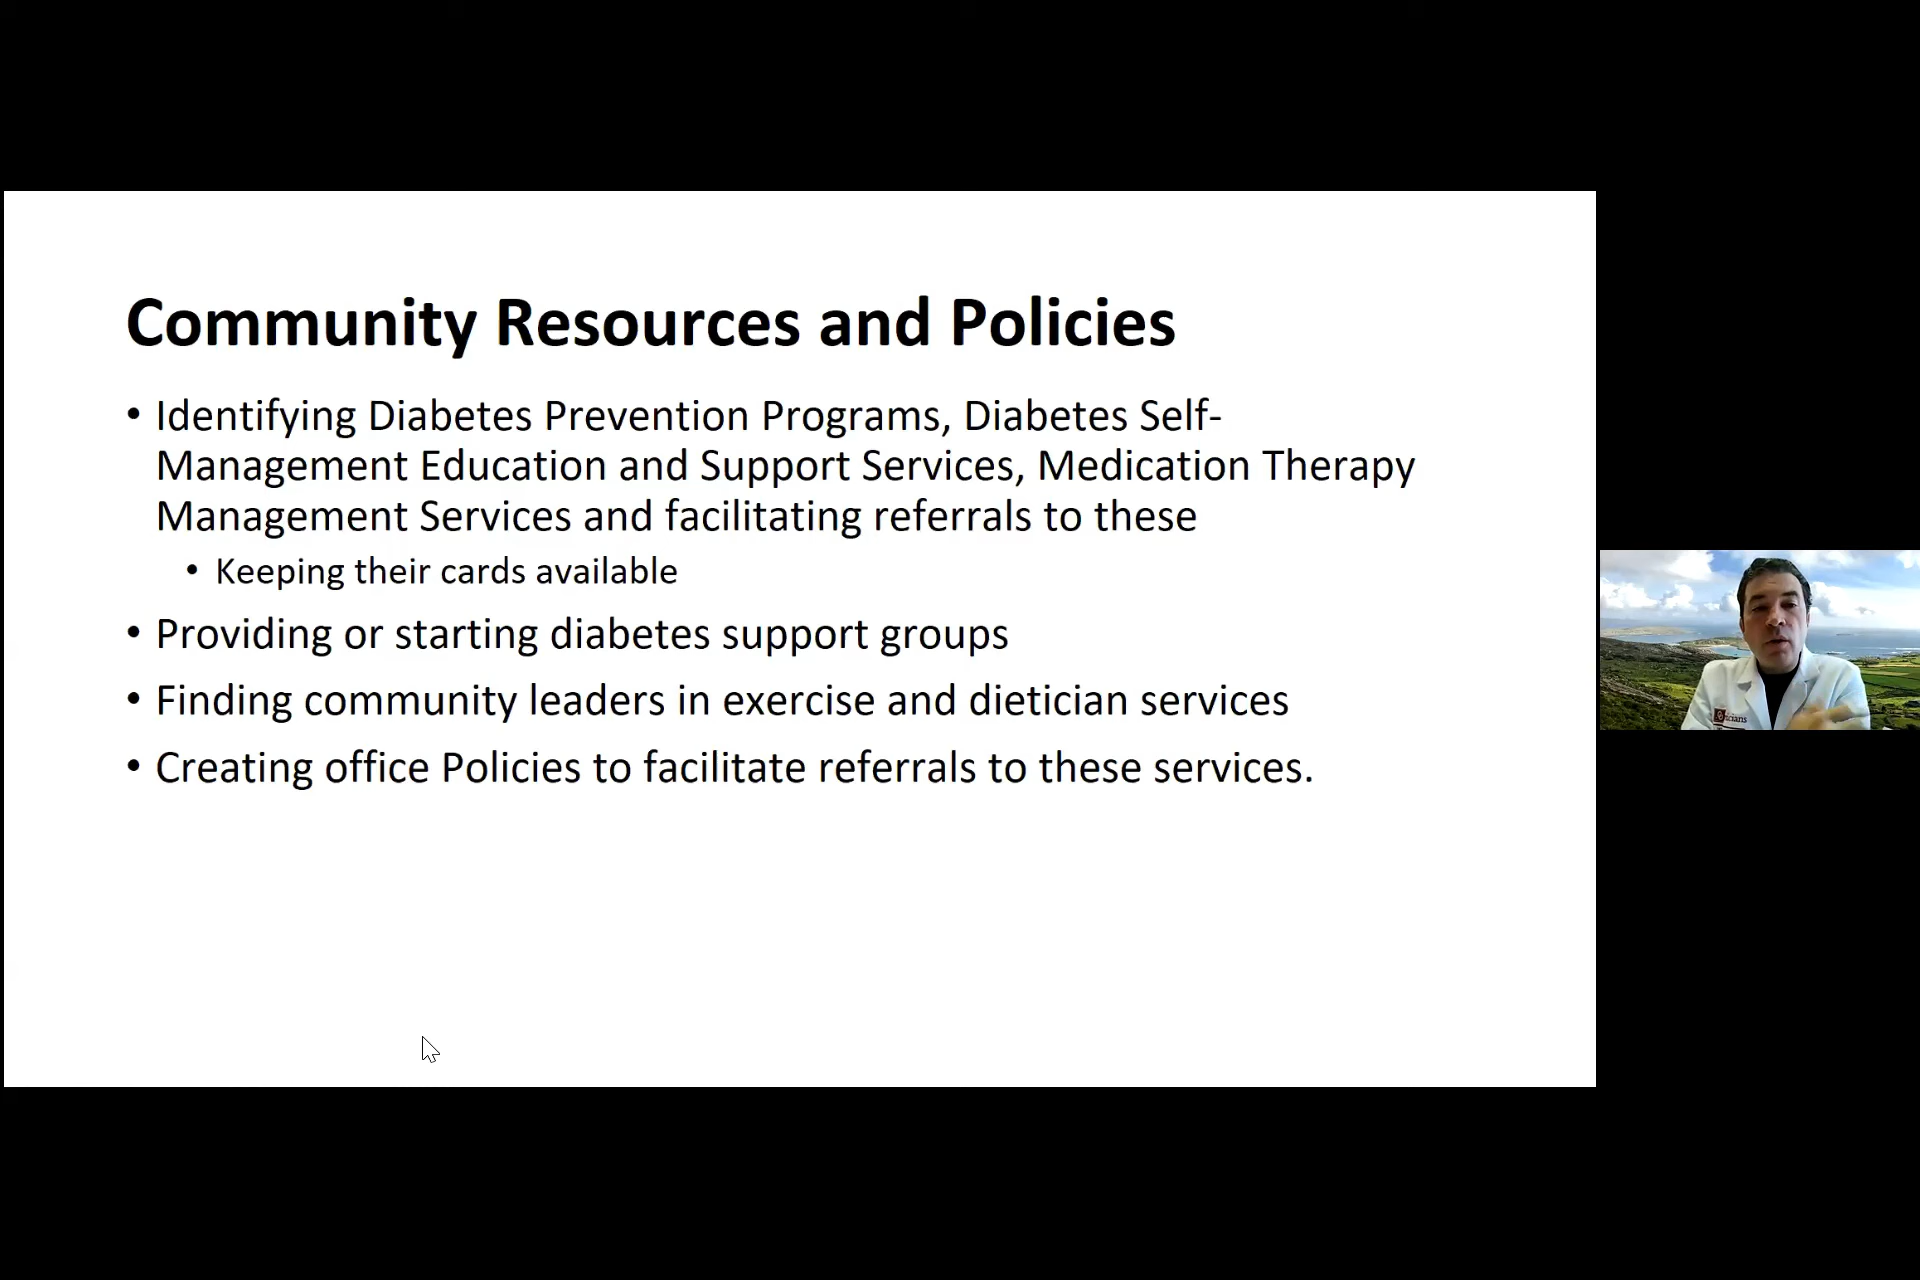 Community Resources and Policies
• Identifying Diabetes Prevention Programs, Diabetes Self-
Management Education and Support Services, Medication Therapy
Management Services and facilitating referrals to these
• Keeping their cards available
• Providing or starting diabetes support groups
• Finding community leaders in exercise and dietician services
• Creating office Policies to facilitate referrals to these services.